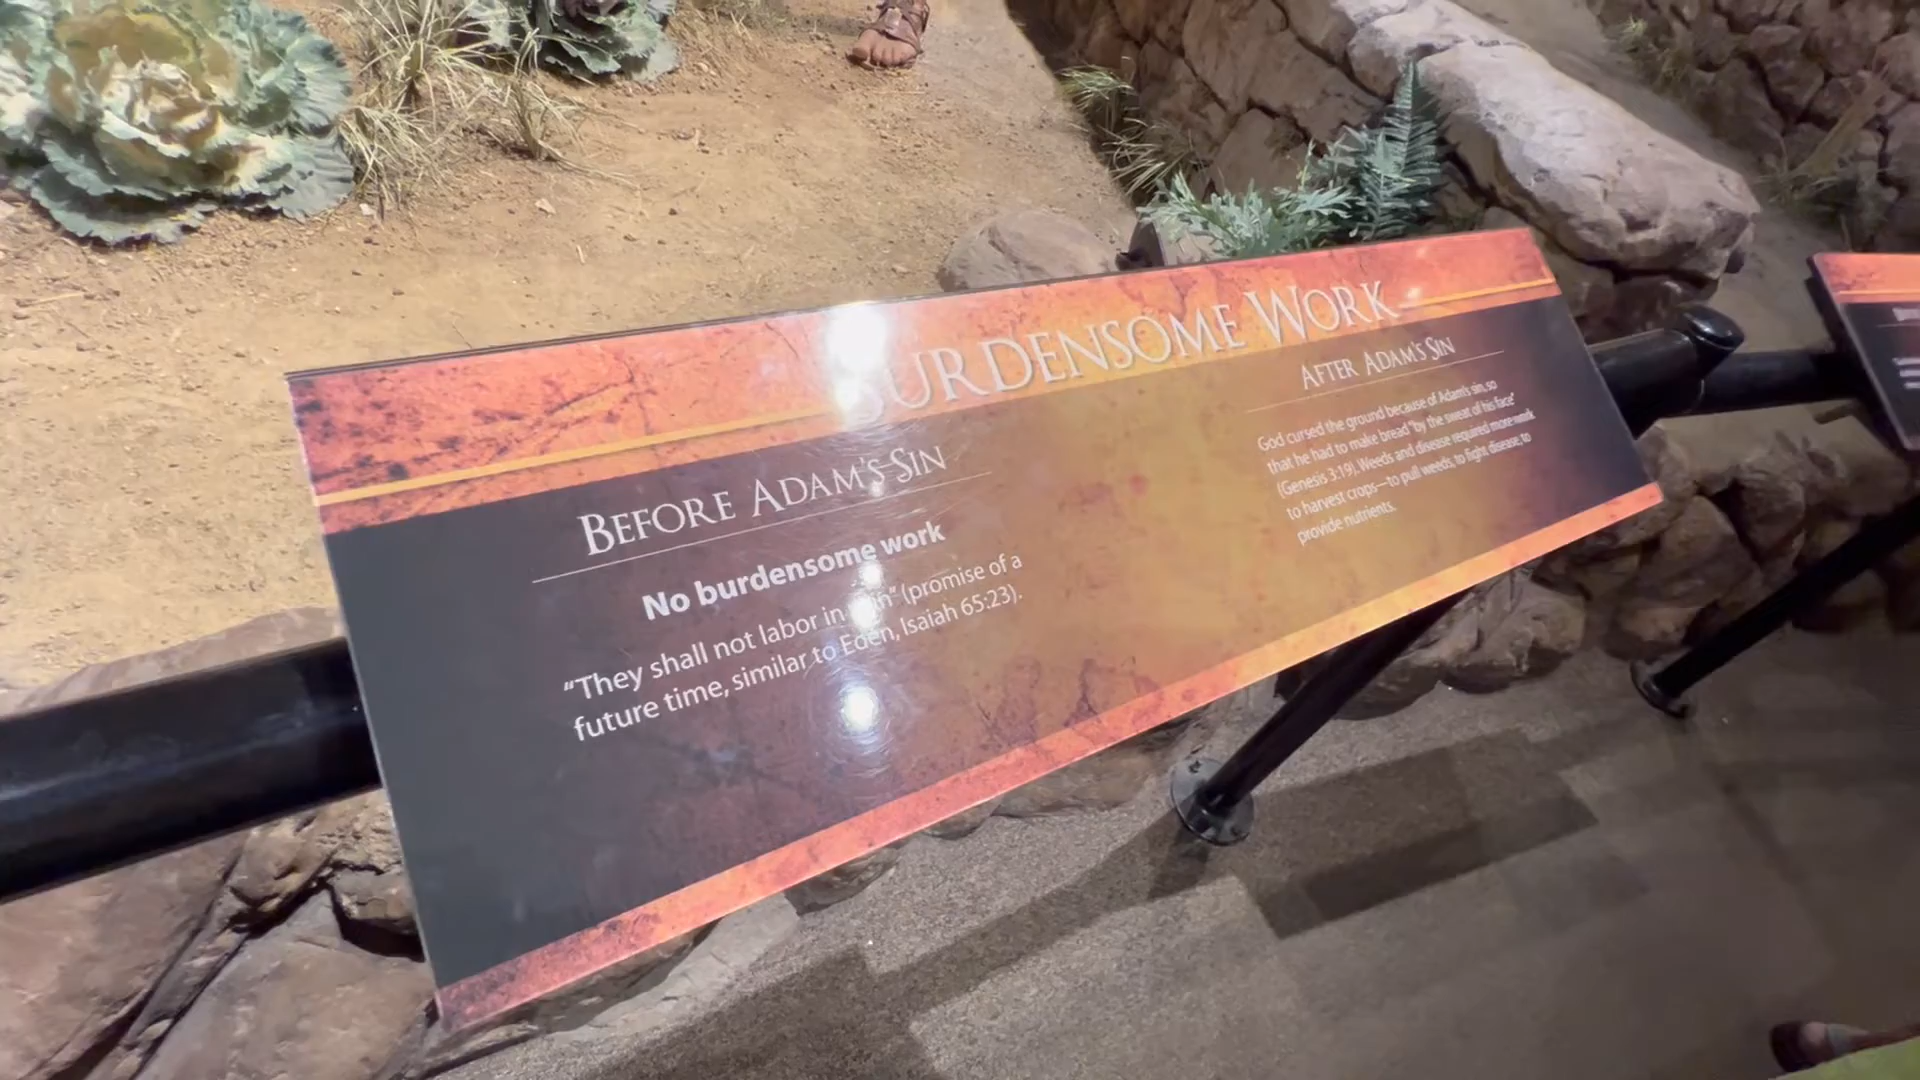 BURDENSOME WORK
BEFORE ADAM'S SIN
No burdensome work
"They shall not labor in vain" (promise of a
future time, similar to Eden, Isaiah 65:23).
AFTER ADAM'S SIN
God cursed the ground because of Adam's sin, so
that he had to make bread "by the sweat of his face"
(Genesis 3:19). Weeds and disease required more work
to harvest crops—to pull weeds, to fight disease, to
provide nutrients.